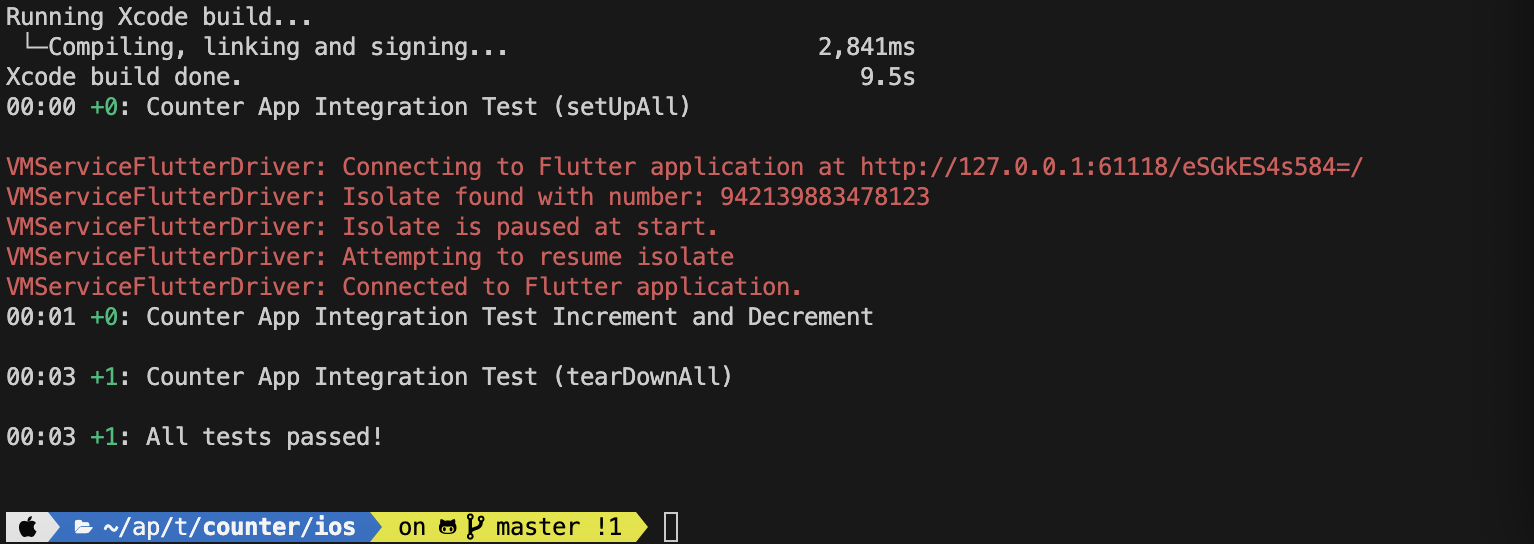 Running Xcode build...
└─Compiling, linking and signing... 2,841ms
Xcode build done. 9.5s
00:00 +0: Counter App Integration Test (setUpAll)
VMServiceFlutterDriver: Connecting to Flutter application at http://127.0.0.1:61118/eSGkES4s584=/
VMServiceFlutterDriver: Isolate found with number: 942139883478123
VMServiceFlutterDriver: Isolate is paused at start.
VMServiceFlutterDriver: Attempting to resume isolate
VMServiceFlutterDriver: Connected to Flutter application.
00:01 +0: Counter App Integration Test Increment and Decrement
00:03 +1: Counter App Integration Test (tearDownAll)
00:03 +1: All tests passed!
~/ap/t/counter/ios on master !1